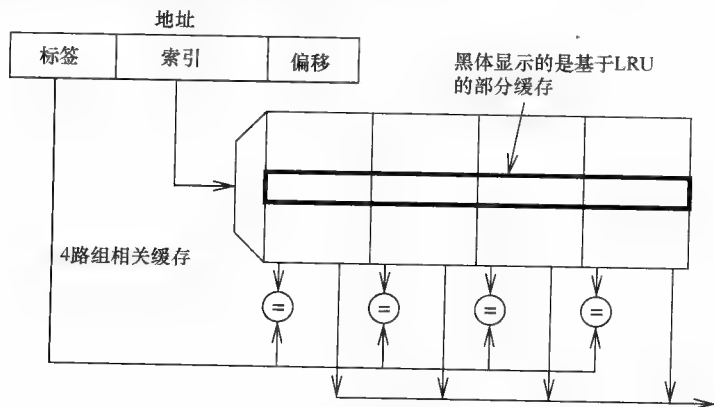 地址
标签 索引 偏移
黑体显示的是基于LRU
的部分缓存
4路组相关缓存
= = = =